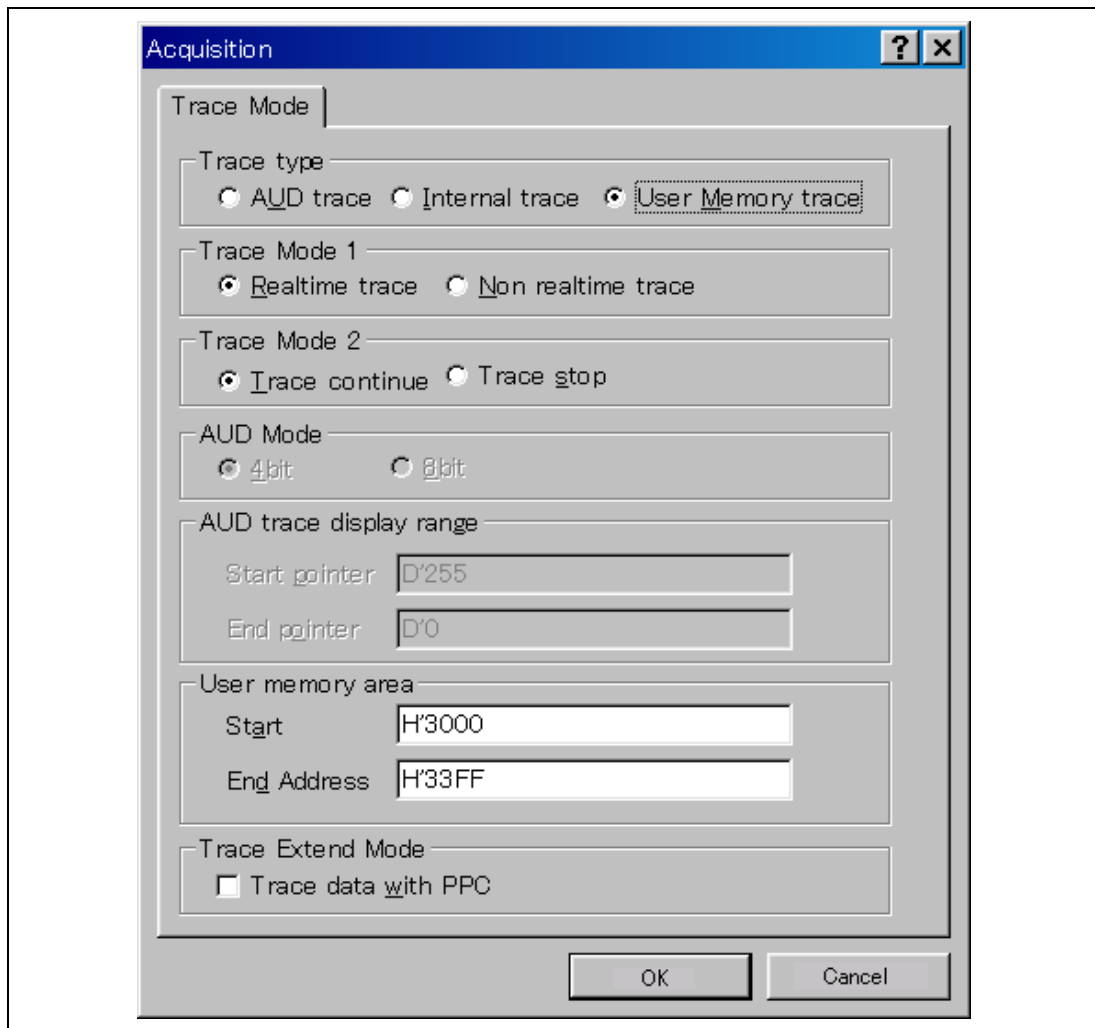 Acquisition
Trace Mode
Trace type
AUD trace Internal trace User Memory trace
Trace Mode 1
Realtime trace Non realtime trace
Trace Mode 2
Trace continue Trace stop
AUD Mode
4bit 8bit
AUD trace display range
Start pointer D'255
End pointer D'0
User memory area
Start H'3000
End Address H'33FF
Trace Extend Mode
Trace data with PPC
OK Cancel